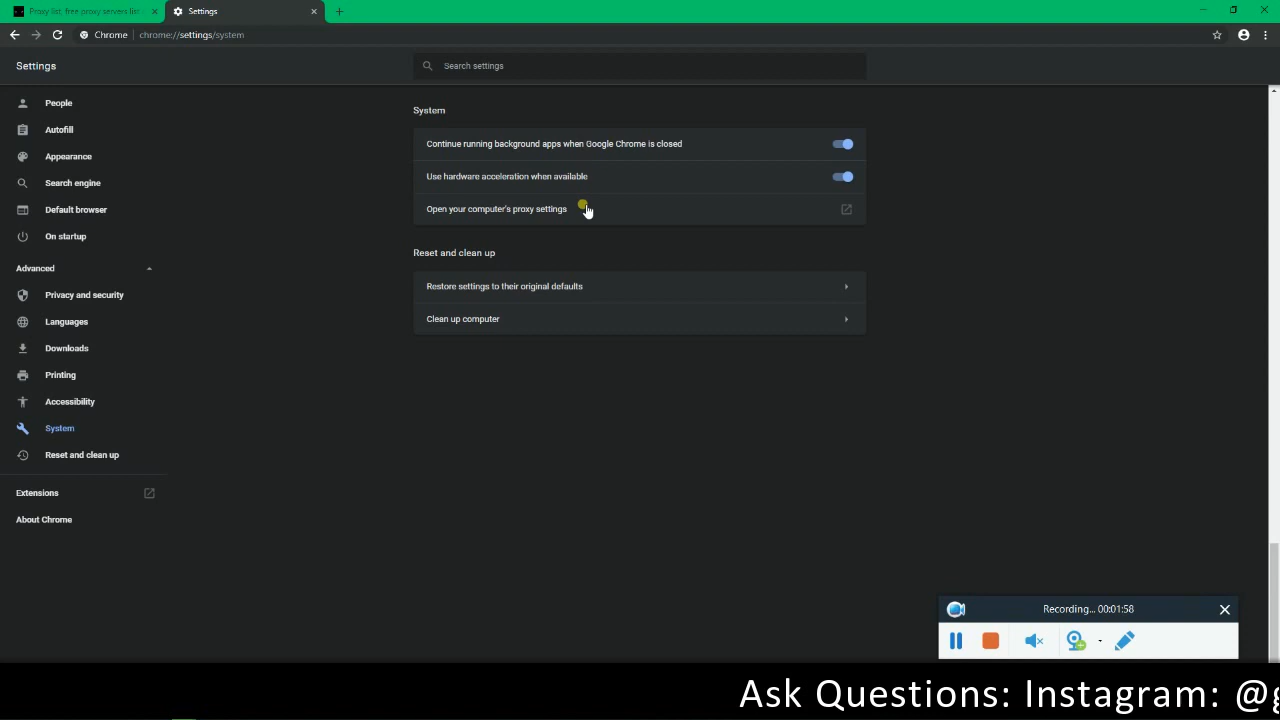 Proxy list, free proxy servers list
Settings
Chrome
chrome://settings/system
Settings
Search settings
People
Autofill
Appearance
Search engine
Default browser
On startup
Advanced
Privacy and security
Languages
Downloads
Printing
Accessibility
System
Reset and clean up
Extensions
About Chrome
System
Continue running background apps when Google Chrome is closed
Use hardware acceleration when available
Open your computer's proxy settings
Reset and clean up
Restore settings to their original defaults
Clean up computer
Recording... 00:01:58
Ask Questions: Instagram: @